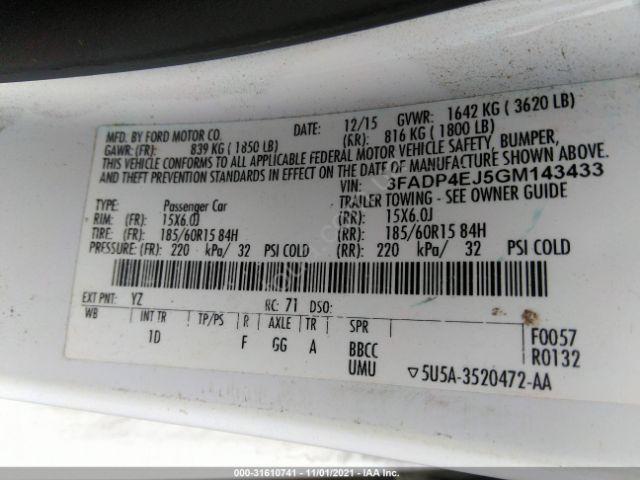 MFD. BY FORD MOTOR CO.
DATE: 12/15 GVWR: 1642 KG ( 3620 LB)
GAWR: (FR): 839 KG ( 1850 LB) (RR): 816 KG ( 1800 LB)
THIS VEHICLE CONFORMS TO ALL APPLICABLE FEDERAL MOTOR VEHICLE SAFETY, BUMPER,
AND THEFT PREVENTION STANDARDS IN EFFECT ON THE DATE OF MANUFACTURE SHOWN ABOVE.
VIN: 3FADP4EJ5GM143433
TYPE: Passenger Car TRAILER TOWING - SEE OWNER GUIDE
RIM: (FR): 15X6.0J (RR): 15X6.0J
TIRE: (FR): 185/60R15 84H (RR): 185/60R15 84H
PRESSURE: (FR): 220 kPa/ 32 PSI COLD (RR): 220 kPa/ 32 PSI COLD
EXT PNT: YZ RC: 71 DSO:
WB INT TR TP/PS R AXLE TR SPR F0057
1D F GG A BBCC R0132
UMU ▽5U5A-3520472-AA
000-31610741 - 11/01/2021 - IAA Inc.